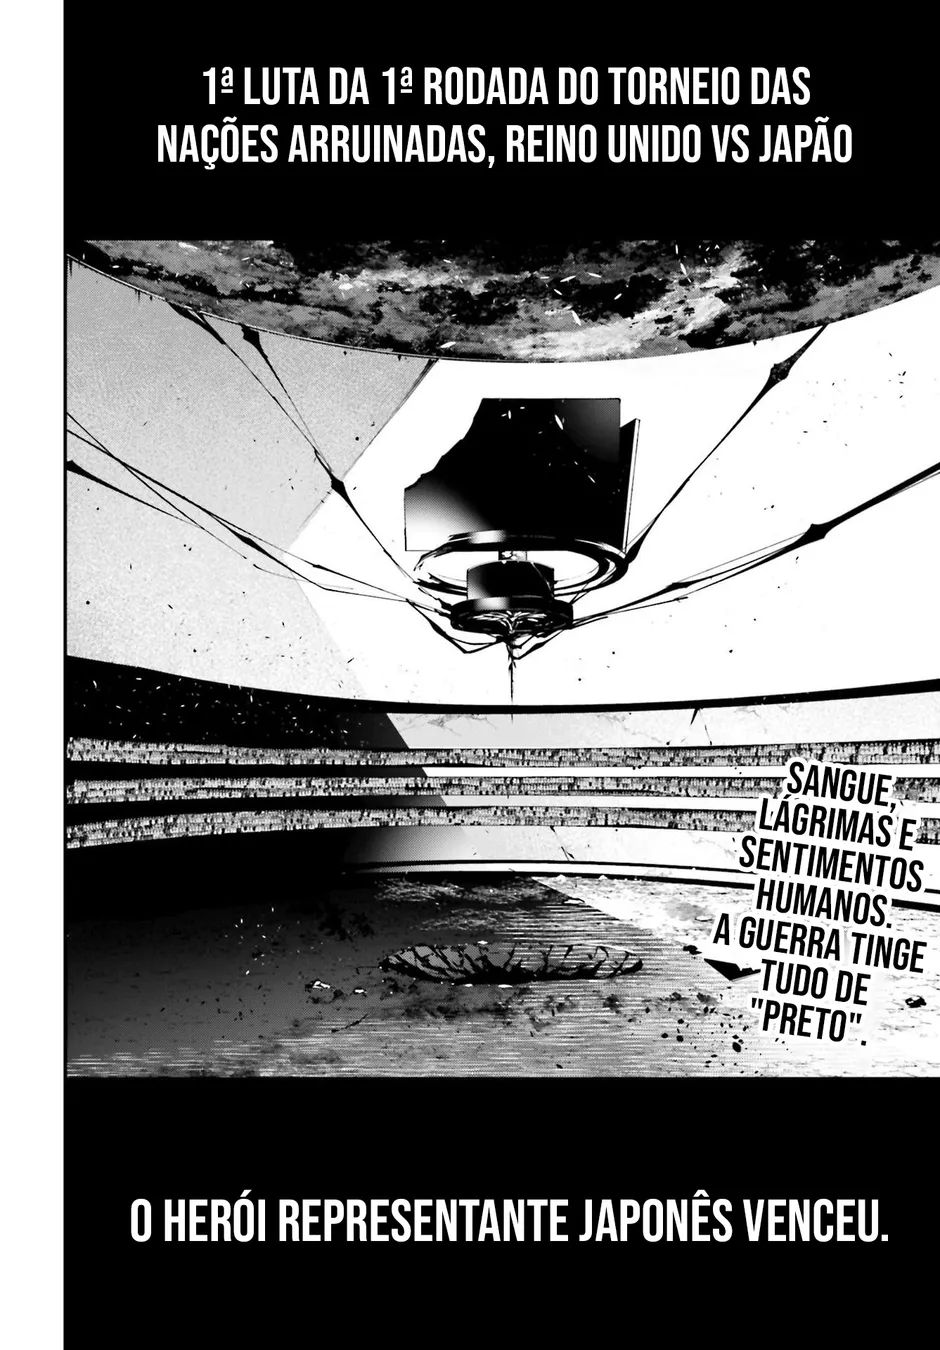 1ª LUTA DA 1ª RODADA DO TORNEIO DAS
NAÇÕES ARRUINADAS, REINO UNIDO VS JAPÃO
SANGUE,
LÁGRIMAS E
SENTIMENTOS
HUMANOS.
A GUERRA TINGE
TUDO DE
"PRETO".
O HERÓI REPRESENTANTE JAPONÊS VENCEU.